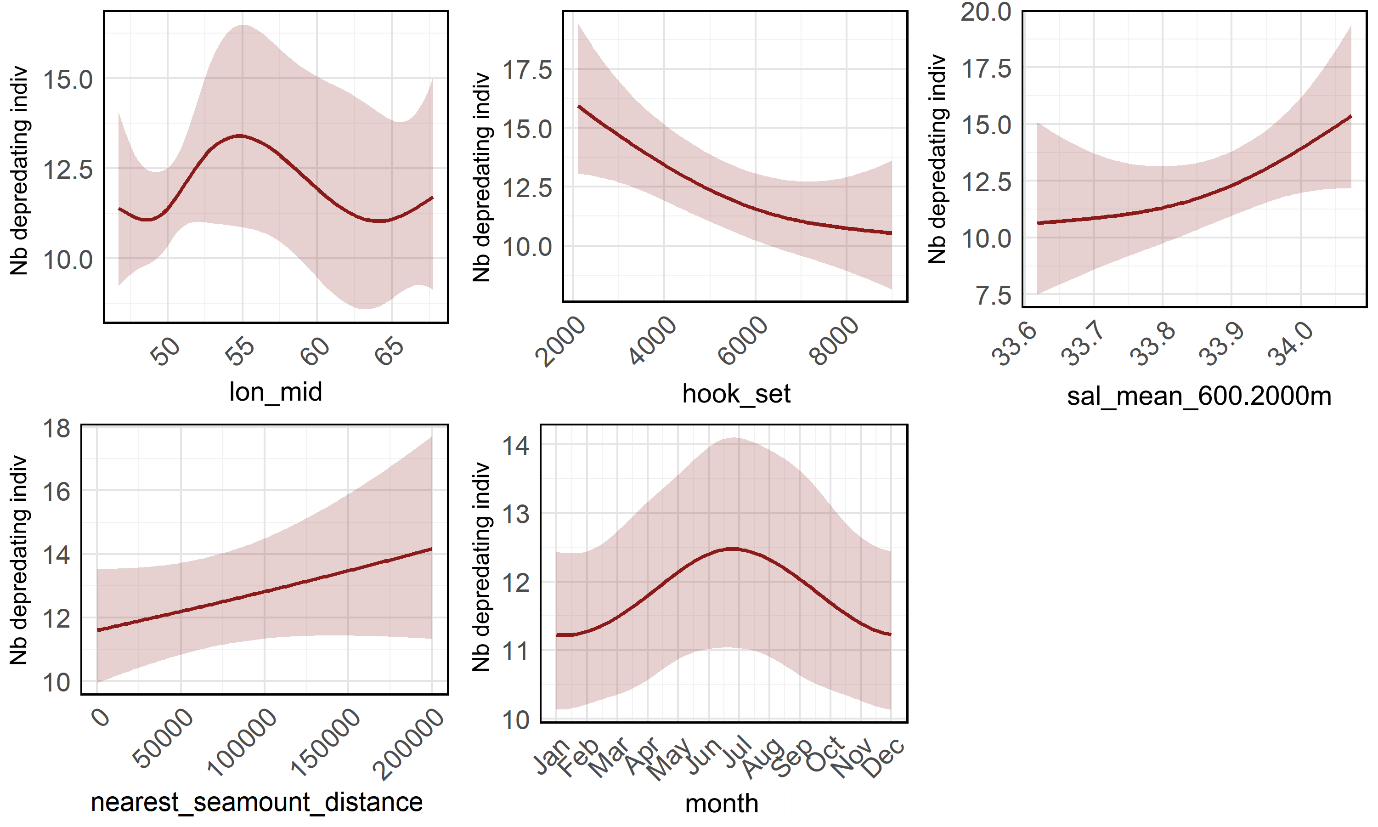 Nb depredating indiv
15.0
12.5
10.0
50
55
60
65
lon_mid
Nb depredating indiv
17.5
15.0
12.5
10.0
2000
4000
6000
8000
hook_set
Nb depredating indiv
20.0
17.5
15.0
12.5
10.0
7.5
33.6
33.7
33.8
33.9
34.0
sal_mean_600.2000m
Nb depredating indiv
18
16
14
12
10
0
50000
100000
150000
200000
nearest_seamount_distance
Nb depredating indiv
14
13
12
11
10
Jan
Feb
Mar
Apr
May
Jun
Jul
Aug
Sep
Oct
Nov
Dec
month